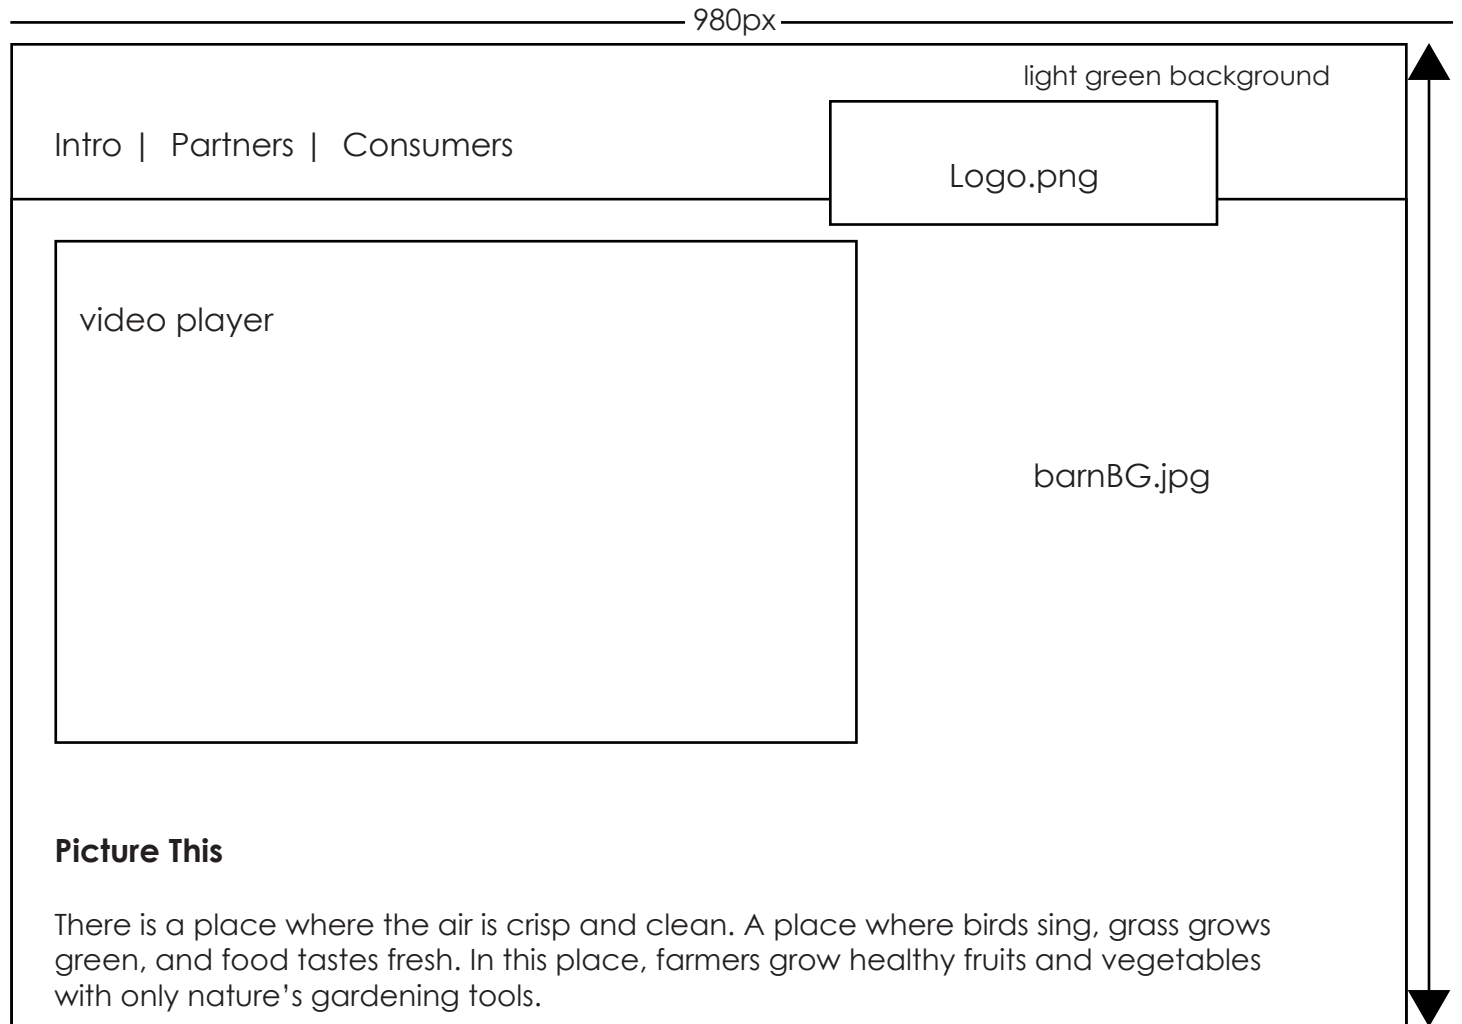 980px
light green background
Intro | Partners | Consumers
Logo.png
video player
barnBG.jpg
Picture This
There is a place where the air is crisp and clean. A place where birds sing, grass grows
green, and food tastes fresh. In this place, farmers grow healthy fruits and vegetables
with only nature’s gardening tools.